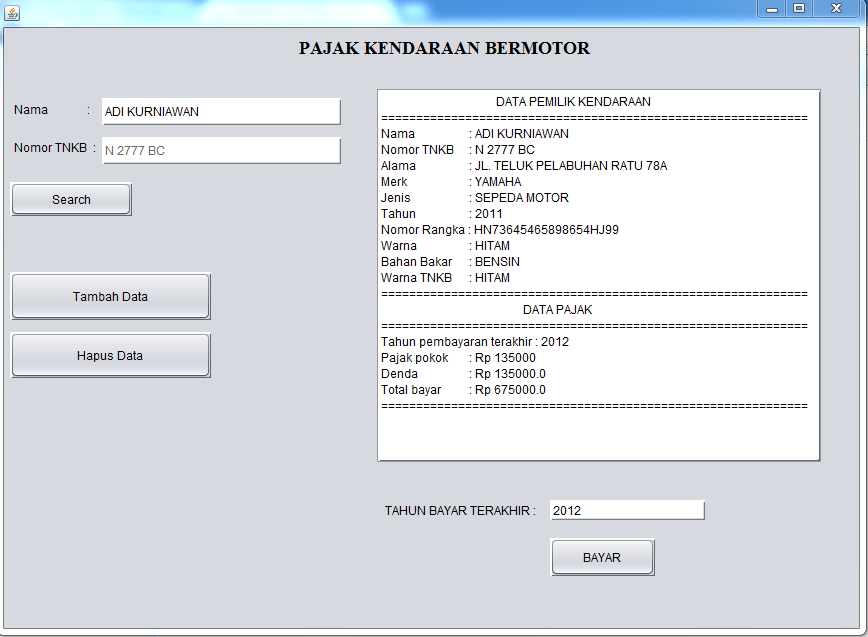 PAJAK KENDARAAN BERMOTOR
Nama :
ADI KURNIAWAN
Nomor TNKB :
N 2777 BC
Search
Tambah Data
Hapus Data
DATA PEMILIK KENDARAAN
=============================================================
Nama : ADI KURNIAWAN
Nomor TNKB : N 2777 BC
Alama : JL. TELUK PELABUHAN RATU 78A
Merk : YAMAHA
Jenis : SEPEDA MOTOR
Tahun : 2011
Nomor Rangka : HN73645465898654HJ99
Warna : HITAM
Bahan Bakar : BENSIN
Warna TNKB : HITAM
=============================================================
DATA PAJAK
=============================================================
Tahun pembayaran terakhir : 2012
Pajak pokok : Rp 135000
Denda : Rp 135000.0
Total bayar : Rp 675000.0
=============================================================
TAHUN BAYAR TERAKHIR :
2012
BAYAR